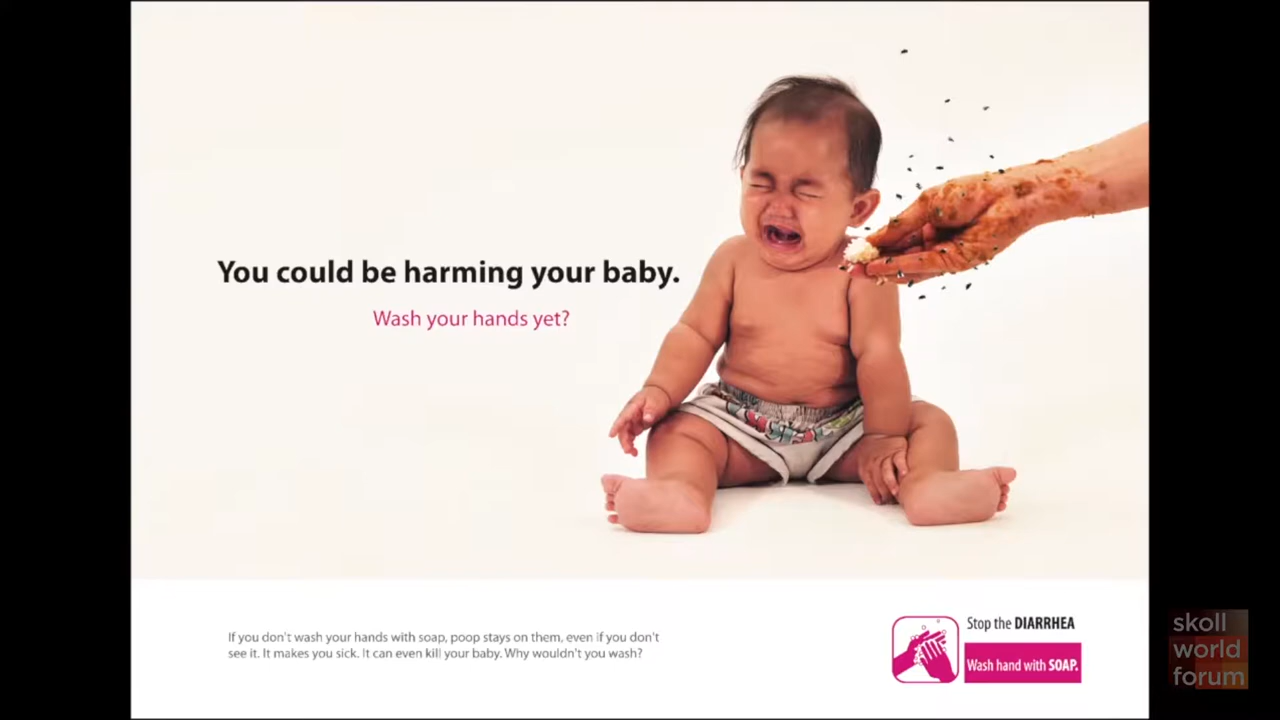 You could be harming your baby.
Wash your hands yet?
If you don't wash your hands with soap, poop stays on them, even if you don't
see it. It makes you sick. It can even kill your baby. Why wouldn't you wash?
Stop the DIARRHEA
Wash hand with SOAP.
skoll
world
forum